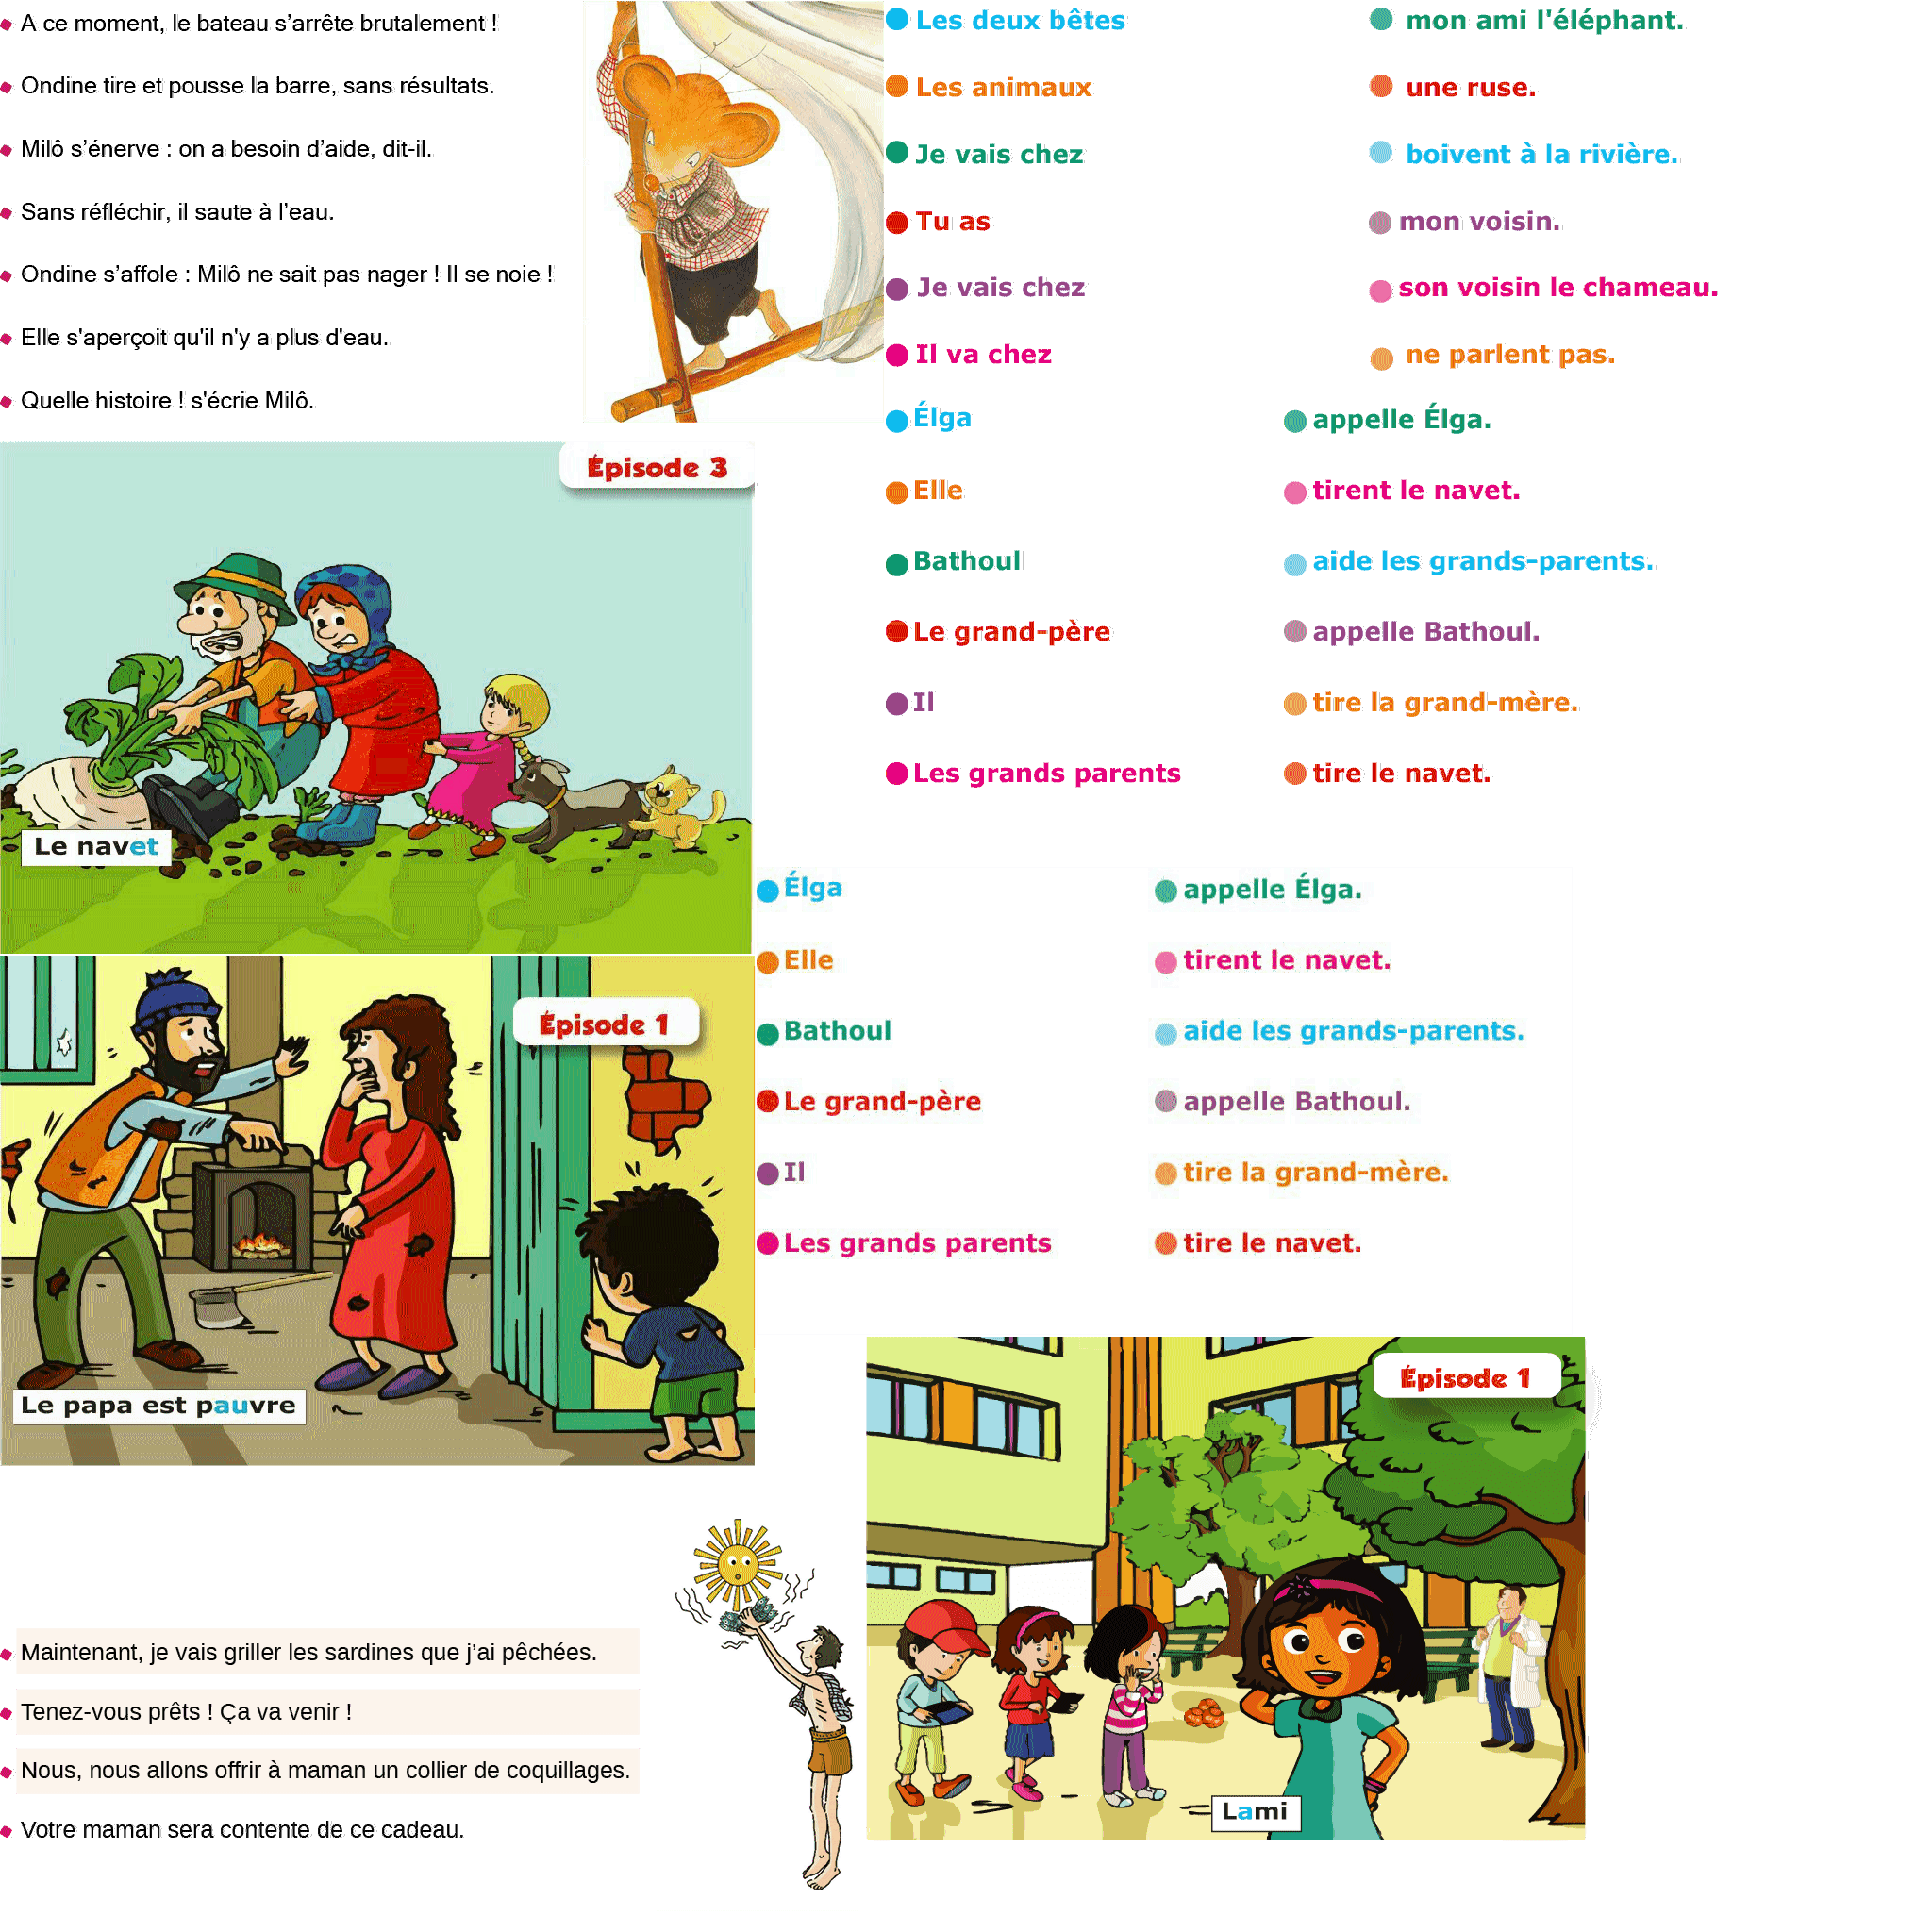 A ce moment, le bateau s’arrête brutalement !
Ondine tire et pousse la barre, sans résultats.
Milô s’énerve : on a besoin d’aide, dit-il.
Sans réfléchir, il saute à l’eau.
Ondine s’affole : Milô ne sait pas nager ! Il se noie !
Elle s'aperçoit qu'il n'y a plus d'eau.
Quelle histoire ! s'écrie Milô.
Les deux bêtes
mon ami l'éléphant.
Les animaux
une ruse.
Je vais chez
boivent à la rivière.
Tu as
mon voisin.
Je vais chez
son voisin le chameau.
Il va chez
ne parlent pas.
Élga
appelle Élga.
Elle
tirent le navet.
Bathoul
aide les grands-parents.
Le grand-père
appelle Bathoul.
Il
tire la grand-mère.
Les grands parents
tire le navet.
Épisode 3
Le navet
Élga
appelle Élga.
Elle
tirent le navet.
Bathoul
aide les grands-parents.
Le grand-père
appelle Bathoul.
Il
tire la grand-mère.
Les grands parents
tire le navet.
Épisode 1
Le papa est pauvre
Épisode 1
Lami
Maintenant, je vais griller les sardines que j’ai pêchées.
Tenez-vous prêts ! Ça va venir !
Nous, nous allons offrir à maman un collier de coquillages.
Votre maman sera contente de ce cadeau.